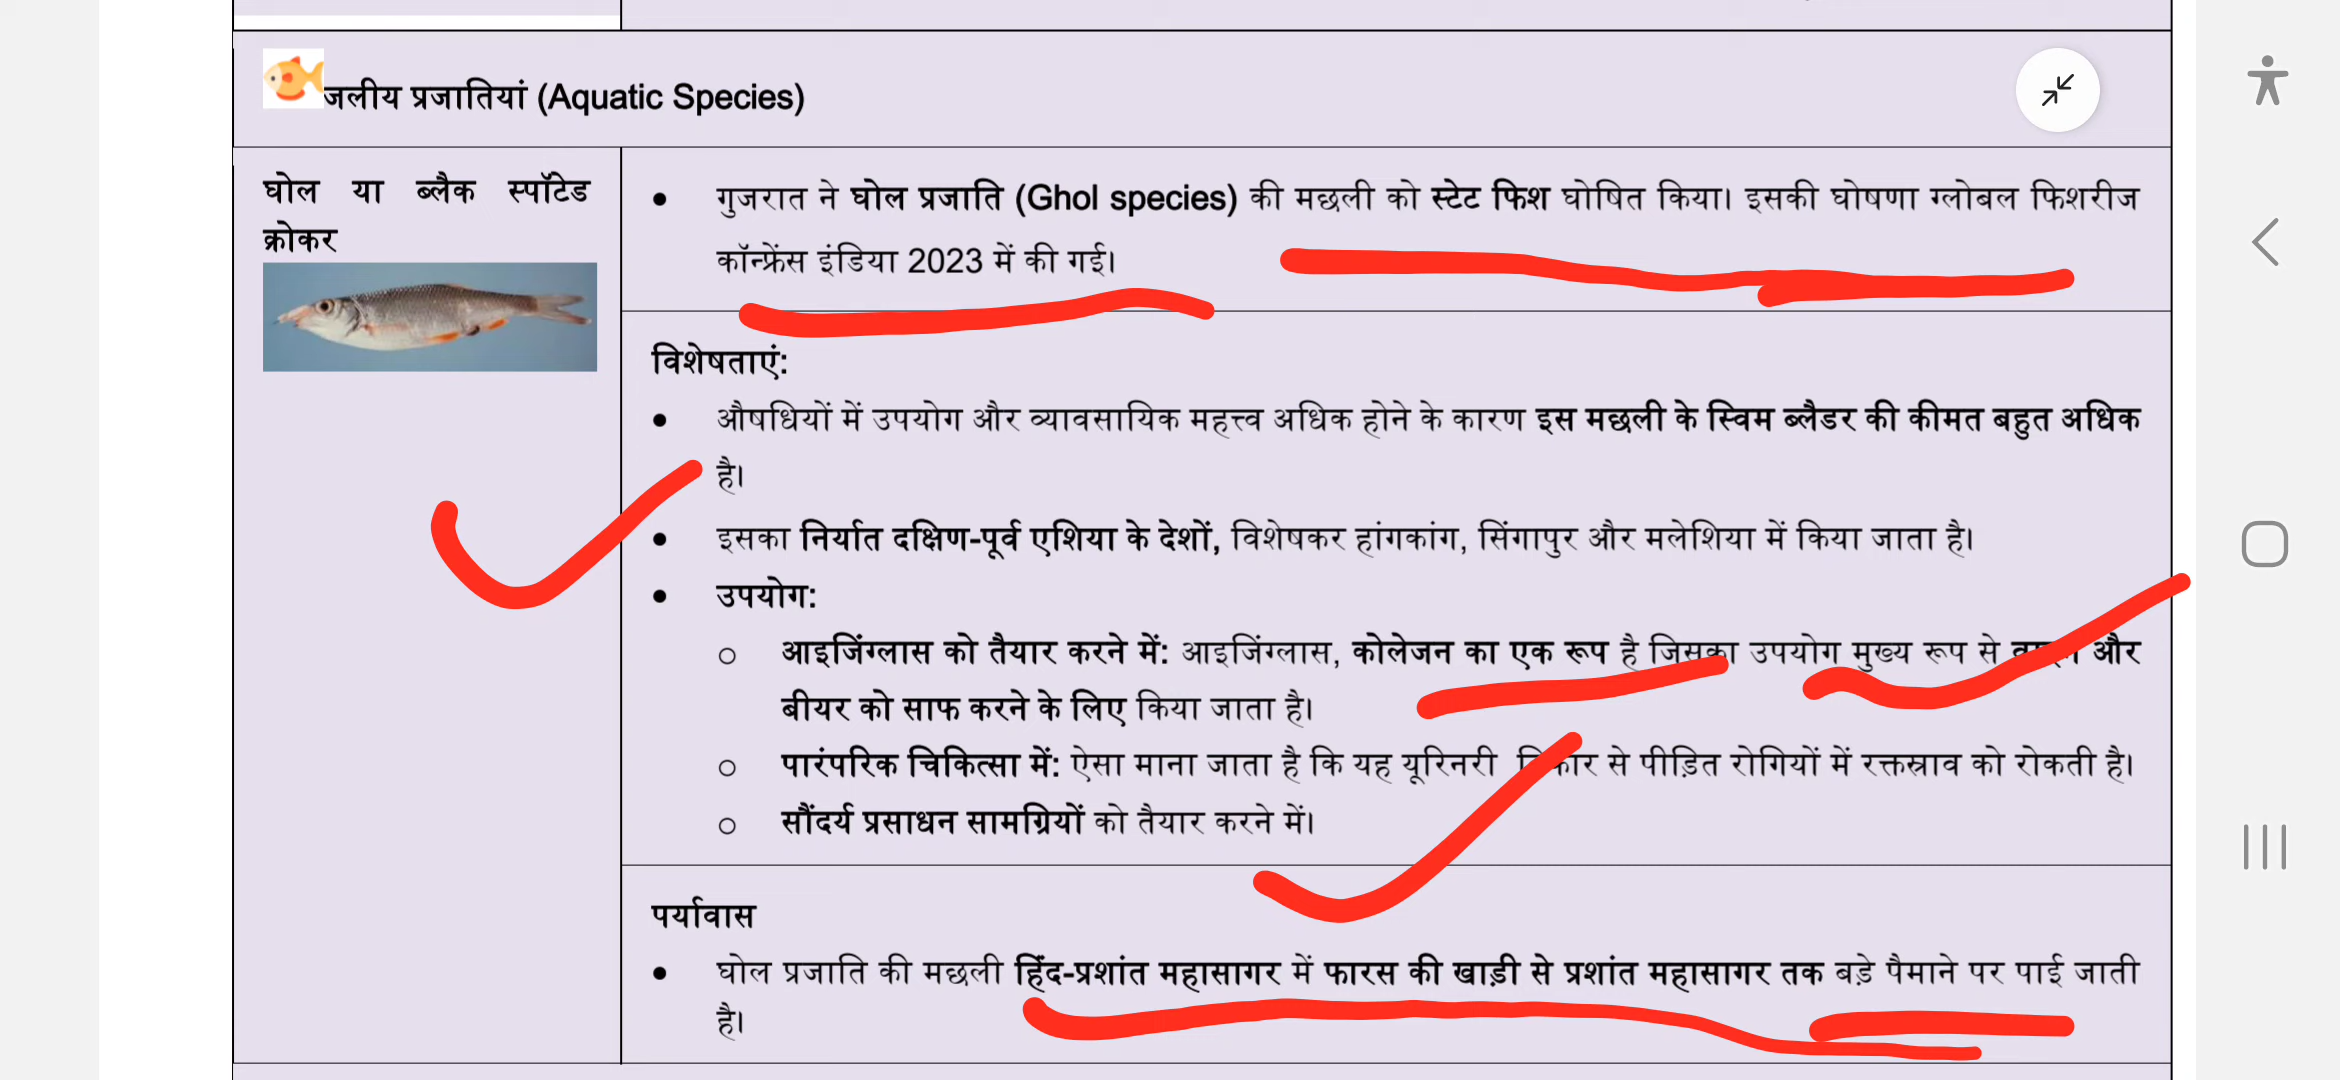 जलीय प्रजातियां (Aquatic Species)
घोल या ब्लैक स्पॉटेड
क्रोकर
● गुजरात ने घोल प्रजाति (Ghol species) की मछली को स्टेट फिश घोषित किया। इसकी घोषणा ग्लोबल फिशरीज
कॉन्फ्रेंस इंडिया 2023 में की गई।
विशेषताएं:
● औषधियों में उपयोग और व्यावसायिक महत्त्व अधिक होने के कारण इस मछली के स्विम ब्लैडर की कीमत बहुत अधिक
है।
● इसका निर्यात दक्षिण-पूर्व एशिया के देशों, विशेषकर हांगकांग, सिंगापुर और मलेशिया में किया जाता है।
● उपयोग:
○ आइजिंग्लास को तैयार करने में: आइजिंग्लास, कोलेजन का एक रूप है जिसका उपयोग मुख्य रूप से और
बीयर को साफ करने के लिए किया जाता है।
○ पारंपरिक चिकित्सा में: ऐसा माना जाता है कि यह यूरिनरी से पीड़ित रोगियों में रक्तस्राव को रोकती है।
○ सौंदर्य प्रसाधन सामग्रियों को तैयार करने में।
पर्यावास
● घोल प्रजाति की मछली हिंद-प्रशांत महासागर में फारस की खाड़ी से प्रशांत महासागर तक बड़े पैमाने पर पाई जाती
है।